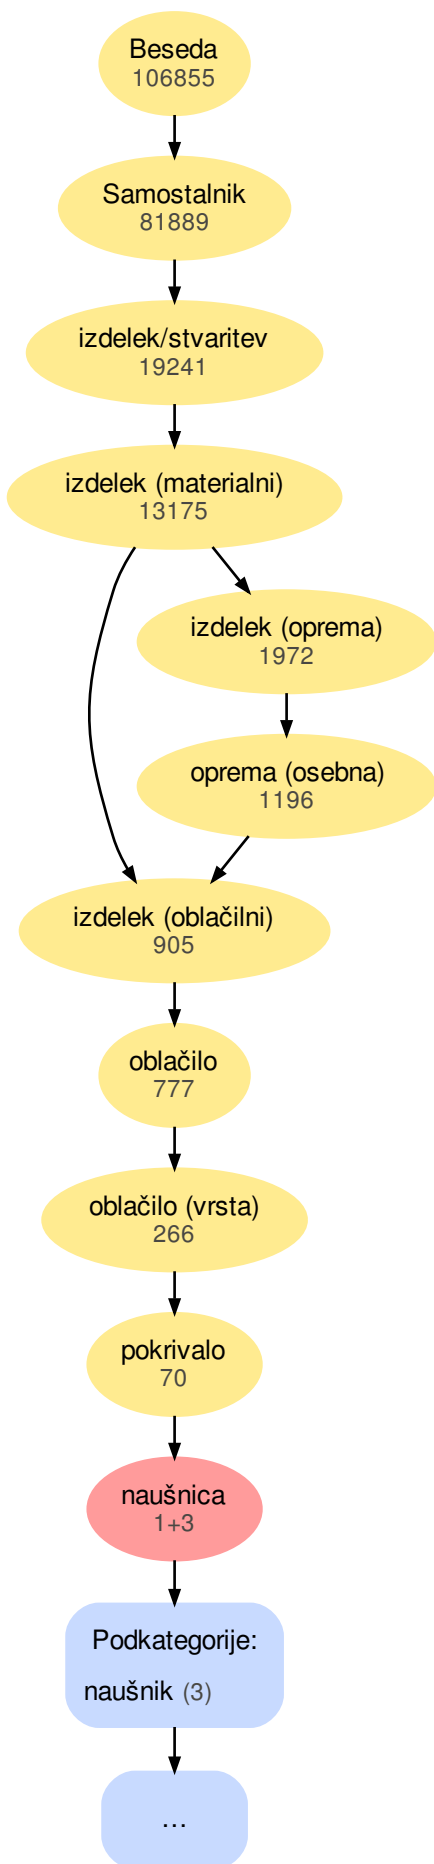 Beseda
106855
Samostalnik
81889
izdelek/stvaritev
19241
izdelek (materialni)
13175
izdelek (oprema)
1972
oprema (osebna)
1196
izdelek (oblačilni)
905
oblačilo
777
oblačilo (vrsta)
266
pokrivalo
70
naušnica
1+3
Podkategorije:
naušnik (3)
...